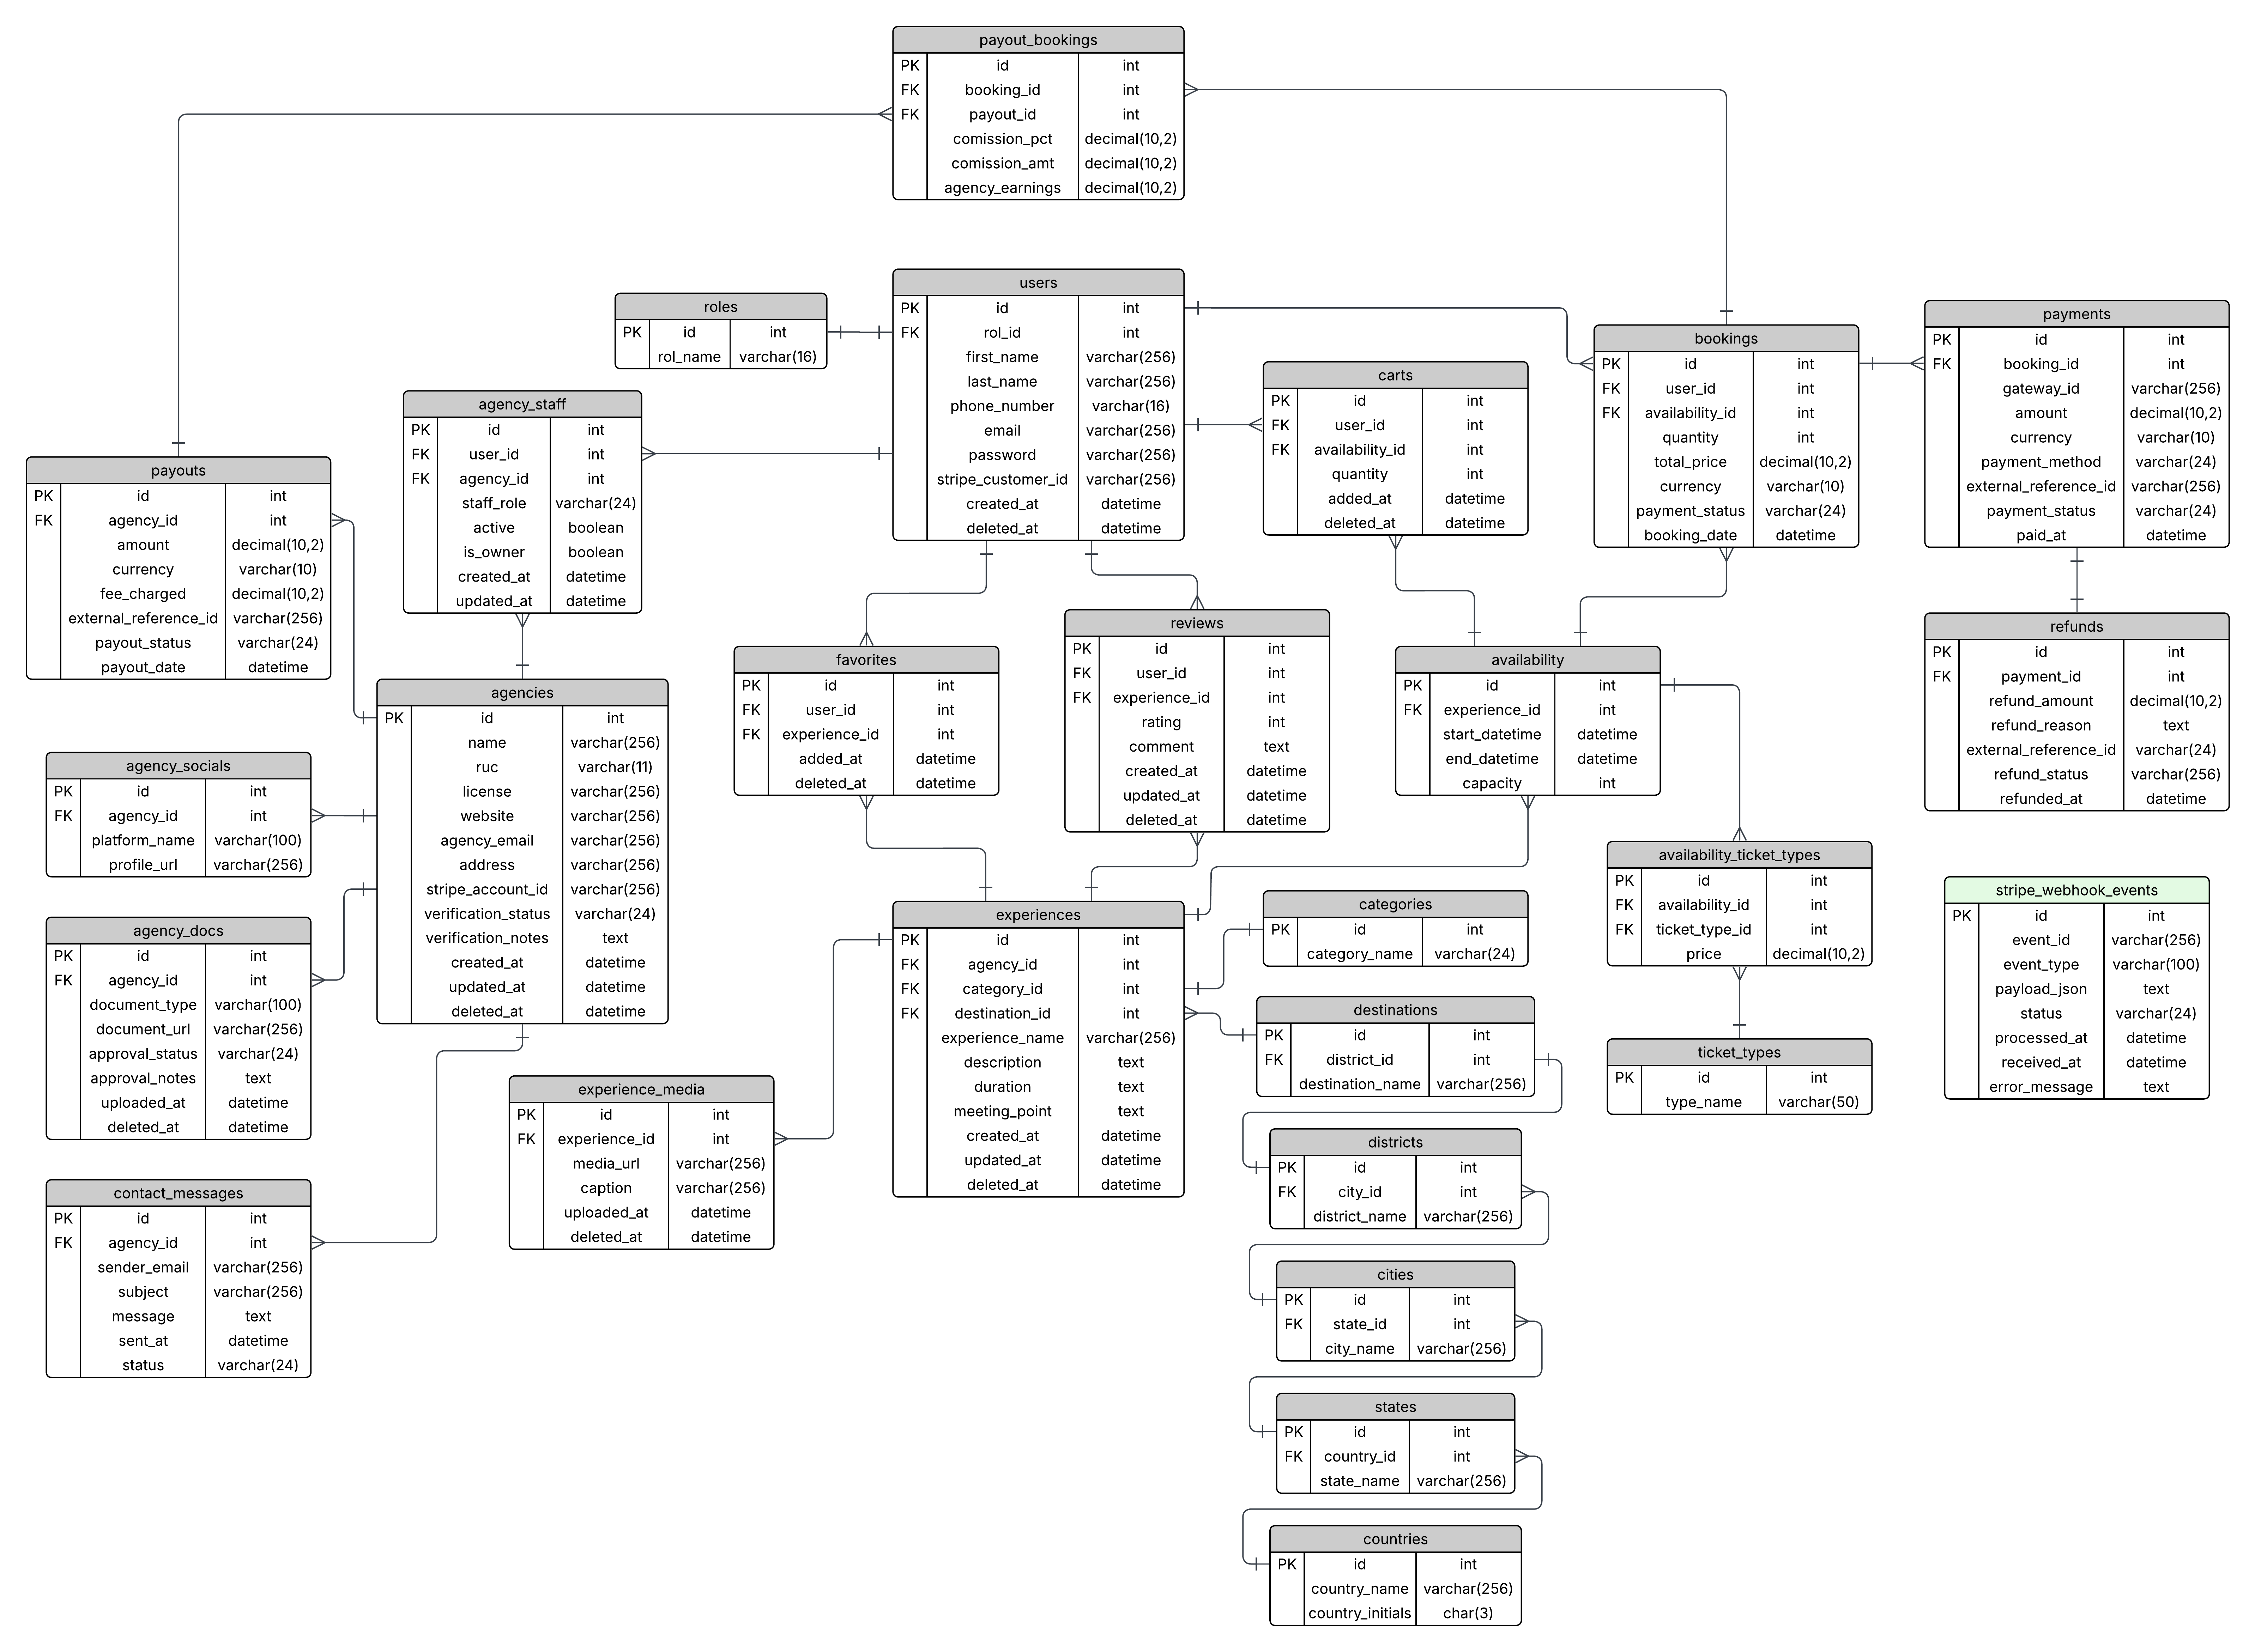 payout_bookings
PK id int
FK booking_id int
FK payout_id int
comission_pct decimal(10,2)
comission_amt decimal(10,2)
agency_earnings decimal(10,2)
users
PK id int
FK rol_id int
first_name varchar(256)
last_name varchar(256)
phone_number varchar(16)
email varchar(256)
password varchar(256)
stripe_customer_id varchar(256)
created_at datetime
deleted_at datetime
roles
PK id int
rol_name varchar(16)
bookings
PK id int
FK user_id int
FK availability_id int
quantity int
total_price decimal(10,2)
currency varchar(10)
payment_status varchar(24)
booking_date datetime
payments
PK id int
FK booking_id int
gateway_id varchar(256)
amount decimal(10,2)
currency varchar(10)
payment_method varchar(24)
external_reference_id varchar(256)
payment_status varchar(24)
paid_at datetime
carts
PK id int
FK user_id int
FK availability_id int
quantity int
added_at datetime
deleted_at datetime
agency_staff
PK id int
FK user_id int
FK agency_id int
staff_role varchar(24)
active boolean
is_owner boolean
created_at datetime
updated_at datetime
payouts
PK id int
FK agency_id int
amount decimal(10,2)
currency varchar(10)
fee_charged decimal(10,2)
external_reference_id varchar(256)
payout_status varchar(24)
payout_date datetime
agencies
PK id int
name varchar(256)
ruc varchar(11)
license varchar(256)
website varchar(256)
agency_email varchar(256)
address varchar(256)
stripe_account_id varchar(256)
verification_status varchar(24)
verification_notes text
created_at datetime
updated_at datetime
deleted_at datetime
favorites
PK id int
FK user_id int
FK experience_id int
added_at datetime
deleted_at datetime
reviews
PK id int
FK user_id int
FK experience_id int
rating int
comment text
created_at datetime
updated_at datetime
deleted_at datetime
availability
PK id int
FK experience_id int
start_datetime datetime
end_datetime datetime
capacity int
refunds
PK id int
FK payment_id int
refund_amount decimal(10,2)
refund_reason text
external_reference_id varchar(24)
refund_status varchar(256)
refunded_at datetime
agency_socials
PK id int
FK agency_id int
platform_name varchar(100)
profile_url varchar(256)
availability_ticket_types
PK id int
FK availability_id int
FK ticket_type_id int
price decimal(10,2)
stripe_webhook_events
PK id int
event_id varchar(256)
event_type varchar(100)
payload_json text
status varchar(24)
processed_at datetime
received_at datetime
error_message text
agency_docs
PK id int
FK agency_id int
document_type varchar(100)
document_url varchar(256)
approval_status varchar(24)
approval_notes text
uploaded_at datetime
deleted_at datetime
experiences
PK id int
FK agency_id int
FK category_id int
FK destination_id int
experience_name varchar(256)
description text
duration text
meeting_point text
created_at datetime
updated_at datetime
deleted_at datetime
categories
PK id int
category_name varchar(24)
destinations
PK id int
FK district_id int
destination_name varchar(256)
ticket_types
PK id int
type_name varchar(50)
experience_media
PK id int
FK experience_id int
media_url varchar(256)
caption varchar(256)
uploaded_at datetime
deleted_at datetime
districts
PK id int
FK city_id int
district_name varchar(256)
contact_messages
PK id int
FK agency_id int
sender_email varchar(256)
subject varchar(256)
message text
sent_at datetime
status varchar(24)
cities
PK id int
FK state_id int
city_name varchar(256)
states
PK id int
FK country_id int
state_name varchar(256)
countries
PK id int
country_name varchar(256)
country_initials char(3)